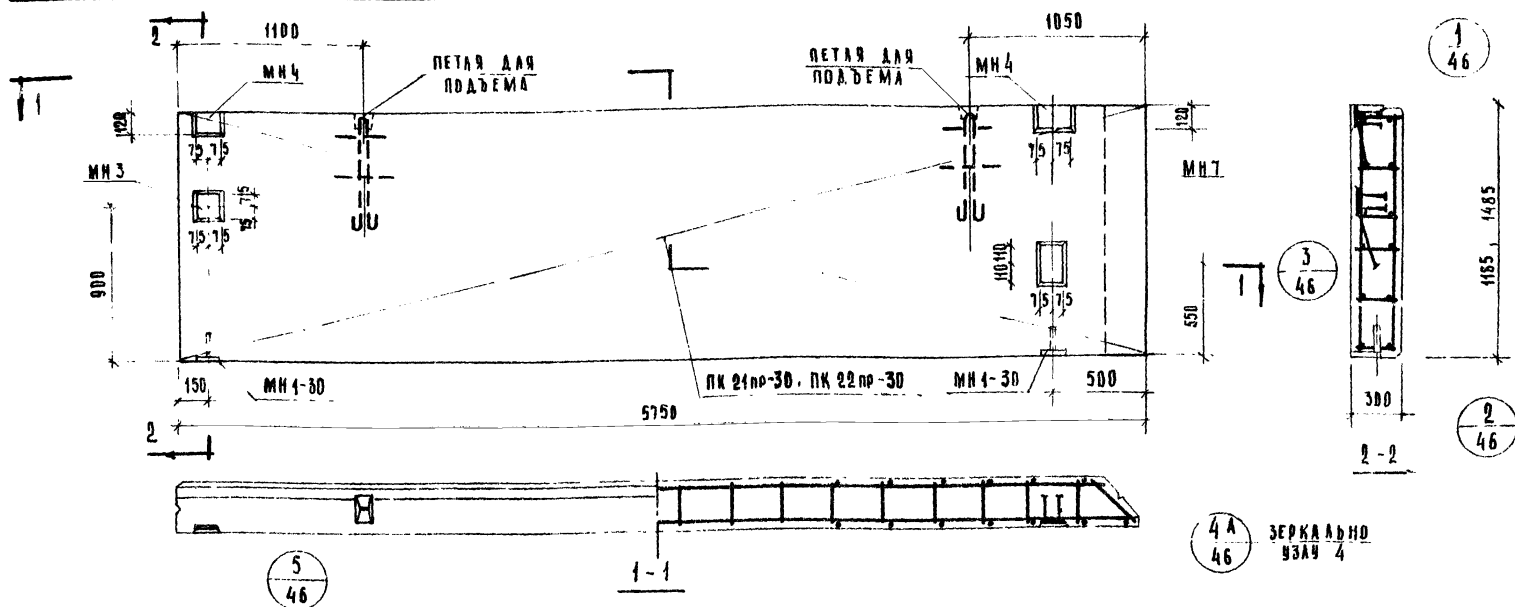 2
1100
1050
1
46
ПЕТЛЯ ДЛЯ
ПОДЪЕМА
МН4
ПЕТЛЯ ДЛЯ
ПОДЪЕМА
МН4
1
120
120
75 75
75 75
МН3
МН7
75
75
75 75
900
110 110
75 75
550
1
3
46
1185, 1485
150
МН1-30
ПК 21пр-30, ПК 22пр-30
МН1-30
500
5750
300
2
46
2
2-2
5
46
1-1
4А
46
ЗЕРКАЛЬНО
УЗЛУ 4